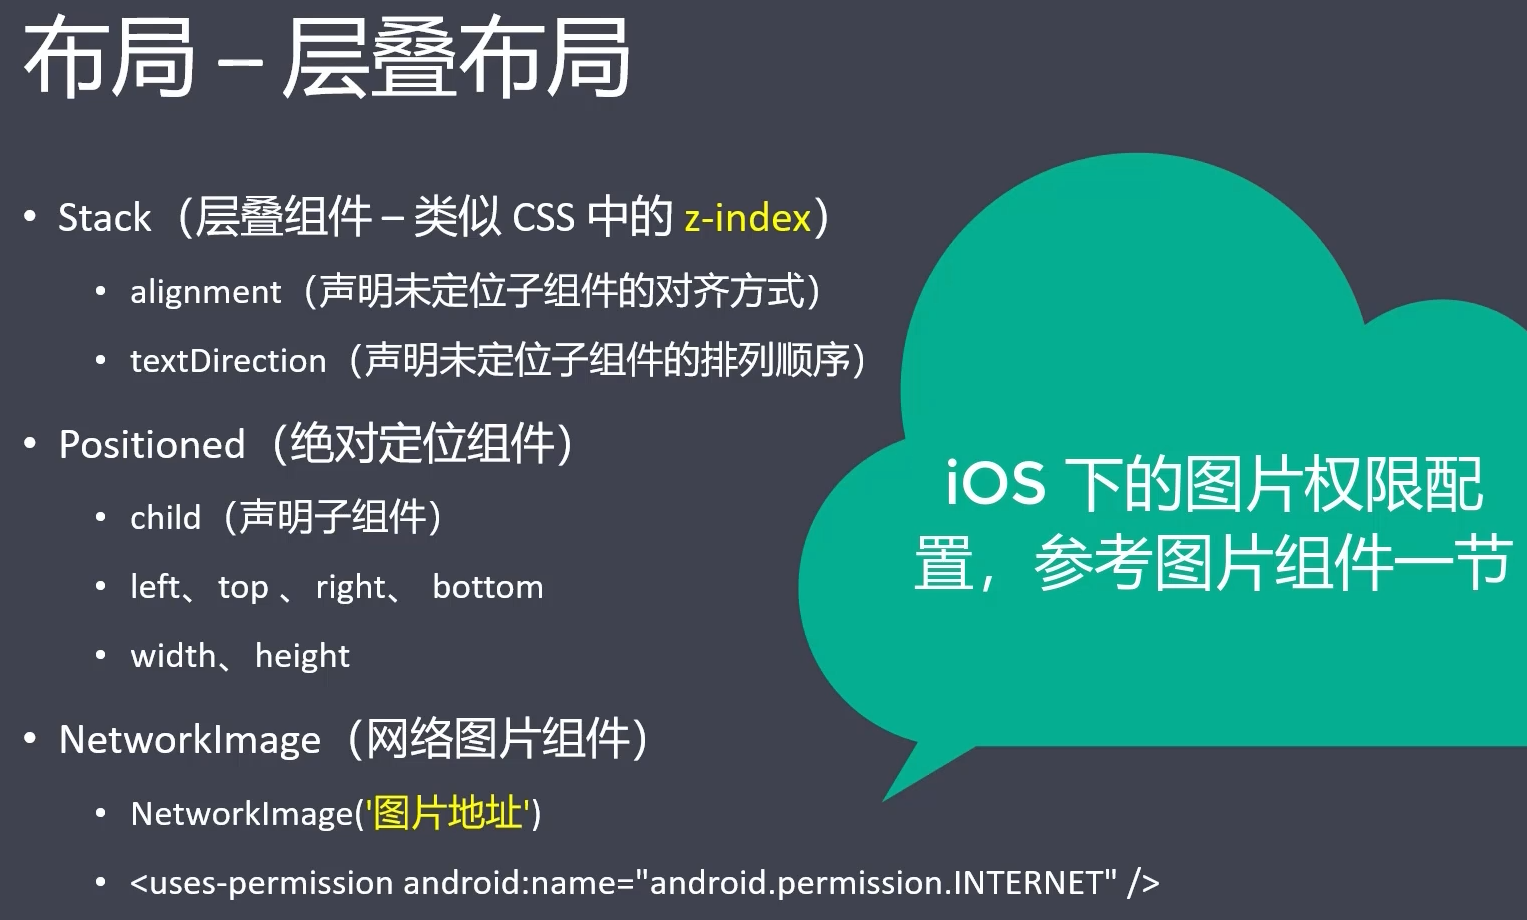 布局 – 层叠布局
• Stack（层叠组件 – 类似 CSS 中的 z-index）
• alignment（声明未定位子组件的对齐方式）
• textDirection（声明未定位子组件的排列顺序）
• Positioned（绝对定位组件）
• child（声明子组件）
• left、 top 、 right、 bottom
• width、 height
• NetworkImage（网络图片组件）
• NetworkImage('图片地址')
• <uses-permission android:name="android.permission.INTERNET" />
iOS 下的图片权限配
置，参考图片组件一节